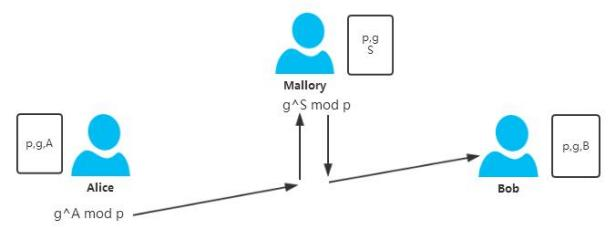 p,g
S
Mallory
g^S mod p
p,g,A
Alice
g^A mod p
p,g,B
Bob